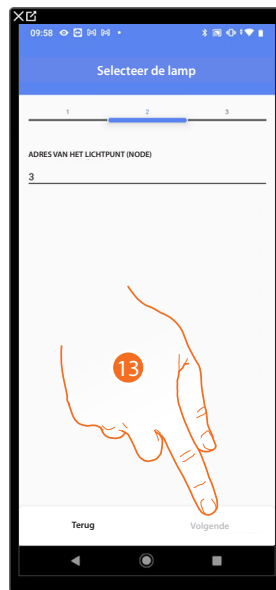 09:58
Selecteer de lamp
1 2 3
ADRES VAN HET LICHTPUNT (NODE)
3
13
Terug Volgende